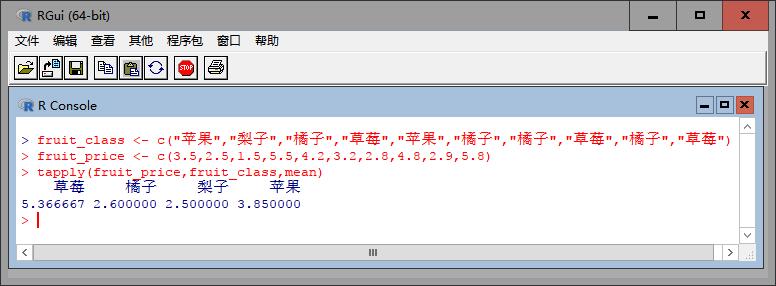 RGui (64-bit)
文件 编辑 查看 其他 程序包 窗口 帮助
STOP
R Console
> fruit_class <- c("苹果","梨子","橘子","草莓","苹果","橘子","橘子","草莓","橘子","草莓")
> fruit_price <- c(3.5,2.5,1.5,5.5,4.2,3.2,2.8,4.8,2.9,5.8)
> tapply(fruit_price,fruit_class,mean)
草莓 橘子 梨子 苹果
5.366667 2.600000 2.500000 3.850000
>